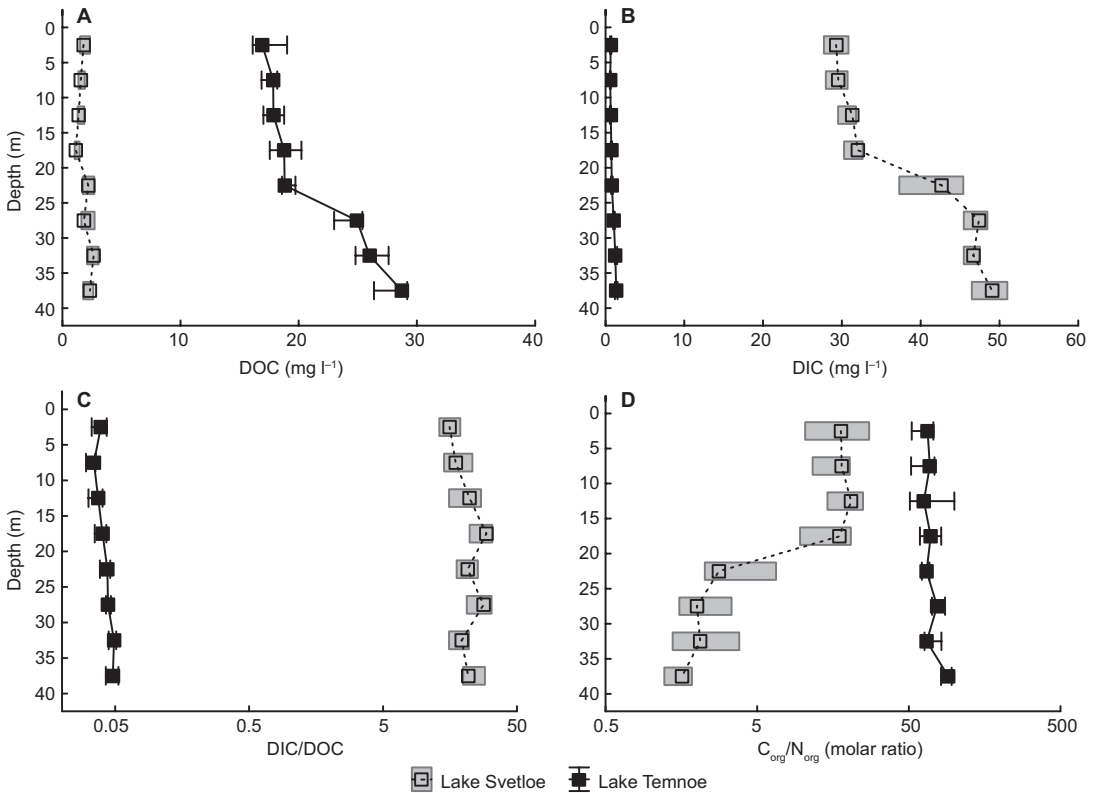 A
0
5
10
15
20
25
30
35
40
Depth (m)
0 10 20 30 40
DOC (mg l⁻¹)
B
0
5
10
15
20
25
30
35
40
0 10 20 30 40 50 60
DIC (mg l⁻¹)
C
0
5
10
15
20
25
30
35
40
Depth (m)
0.05 0.5 5 50
DIC/DOC
D
0
5
10
15
20
25
30
35
40
0.5 5 50 500
Corg/Norg (molar ratio)
Lake Svetloe Lake Temnoe